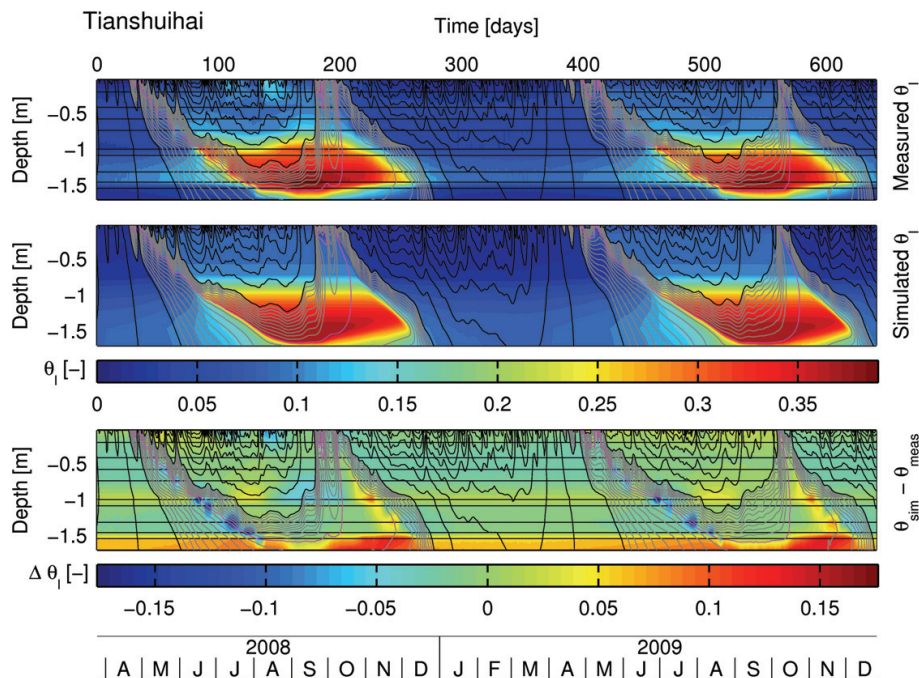 Tianshuihai
Time [days]
0 100 200 300 400 500 600
Depth [m]
−0.5
−1
−1.5
Measured θl
Depth [m]
−0.5
−1
−1.5
Simulated θl
θl [−]
0 0.05 0.1 0.15 0.2 0.25 0.3 0.35
Depth [m]
−0.5
−1
−1.5
θsim − θmeas
Δ θl [−]
−0.15 −0.1 −0.05 0 0.05 0.1 0.15
2008 2009
A M J J A S O N D J F M A M J J A S O N D